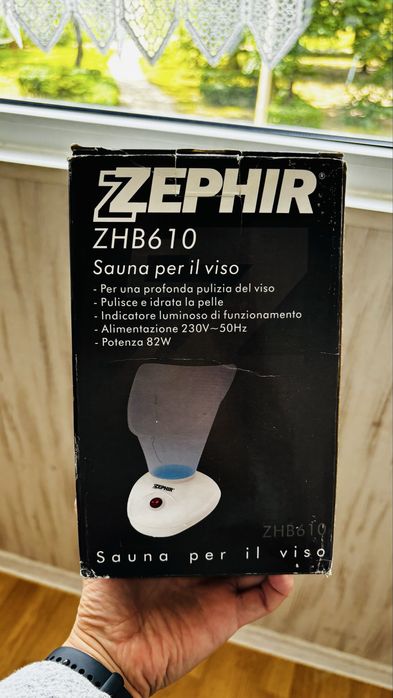 ZEPHIR®
ZHB610
Sauna per il viso
- Per una profonda pulizia del viso
- Pulisce e idrata la pelle
- Indicatore luminoso di funzionamento
- Alimentazione 230V~50Hz
- Potenza 82W
ZEPHIR®
ZHB610
Sauna per il viso